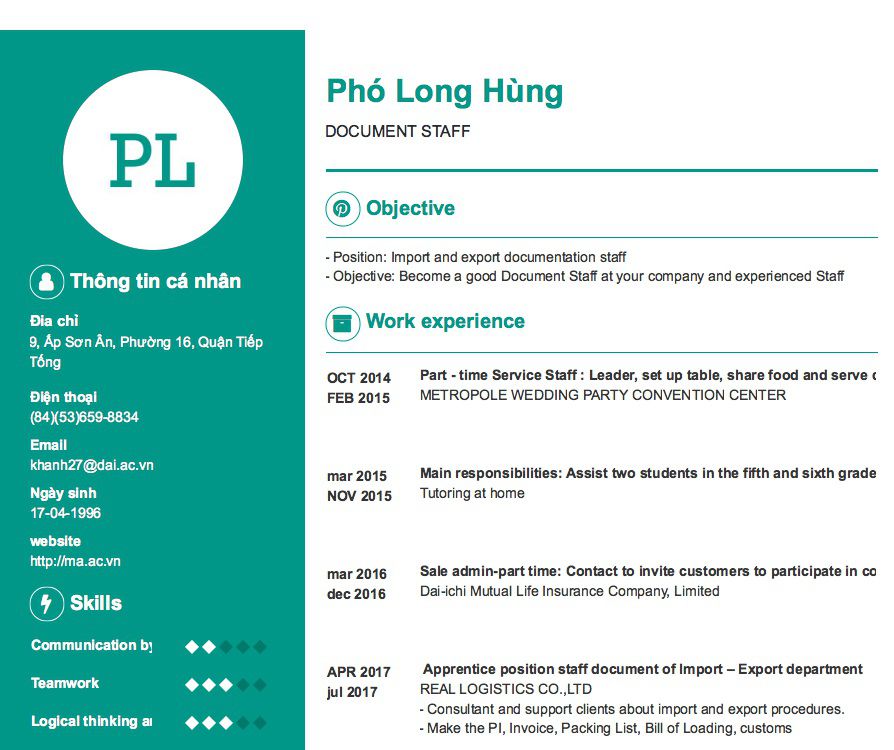 PL
Thông tin cá nhân
Địa chỉ
9, Ấp Sơn Ân, Phường 16, Quận Tiếp
Tống
Điện thoại
(84)(53)659-8834
Email
khanh27@dai.ac.vn
Ngày sinh
17-04-1996
website
http://ma.ac.vn
Skills
Communication by
Teamwork
Logical thinking
Phó Long Hùng
DOCUMENT STAFF
Objective
- Position: Import and export documentation staff
- Objective: Become a good Document Staff at your company and experienced Staff
Work experience
OCT 2014
FEB 2015
Part - time Service Staff : Leader, set up table, share food and serve
METROPOLE WEDDING PARTY CONVENTION CENTER
mar 2015
NOV 2015
Main responsibilities: Assist two students in the fifth and sixth grade
Tutoring at home
mar 2016
dec 2016
Sale admin-part time: Contact to invite customers to participate in
Dai-ichi Mutual Life Insurance Company, Limited
APR 2017
jul 2017
Apprentice position staff document of Import – Export department
REAL LOGISTICS CO.,LTD
- Consultant and support clients about import and export procedures.
- Make the PI, Invoice, Packing List, Bill of Loading, customs